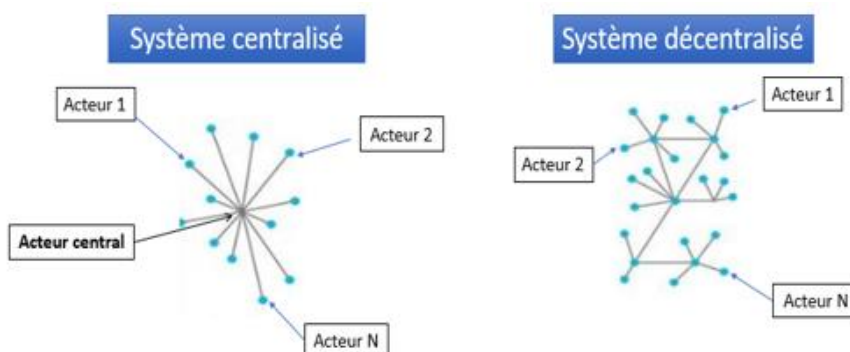 Système centralisé
Acteur 1
Acteur 2
Acteur central
Acteur N
Système décentralisé
Acteur 1
Acteur 2
Acteur N